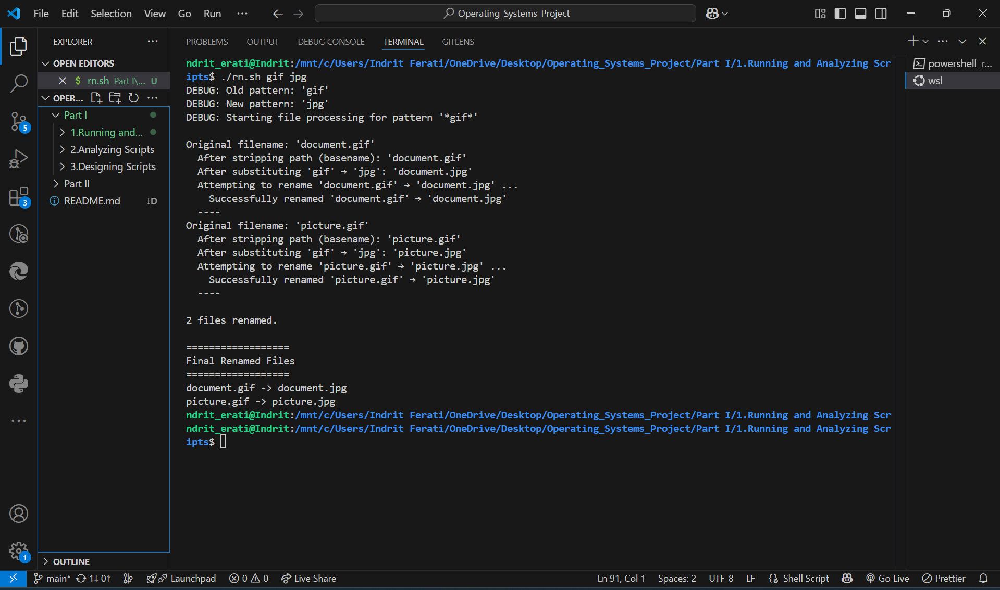 File Edit Selection View Go Run ··· Operating_Systems_Project
EXPLORER ···
OPEN EDITORS
$ rn.sh Part I\... U
OPER... ···
Part I
1.Running and...
2.Analyzing Scripts
3.Designing Scripts
Part II
README.md ↓D
5
3
1
OUTLINE
PROBLEMS OUTPUT DEBUG CONSOLE TERMINAL GITLENS
ndrit_erati@Indrit:/mnt/c/Users/Indrit Ferati/OneDrive/Desktop/Operating_Systems_Project/Part I/1.Running and Analyzing Scr
ipts$ ./rn.sh gif jpg
DEBUG: Old pattern: 'gif'
DEBUG: New pattern: 'jpg'
DEBUG: Starting file processing for pattern '*gif*'
Original filename: 'document.gif'
After stripping path (basename): 'document.gif'
After substituting 'gif' → 'jpg': 'document.jpg'
Attempting to rename 'document.gif' → 'document.jpg' ...
Successfully renamed 'document.gif' → 'document.jpg'
----
Original filename: 'picture.gif'
After stripping path (basename): 'picture.gif'
After substituting 'gif' → 'jpg': 'picture.jpg'
Attempting to rename 'picture.gif' → 'picture.jpg' ...
Successfully renamed 'picture.gif' → 'picture.jpg'
----
2 files renamed.
==================
Final Renamed Files
==================
document.gif -> document.jpg
picture.gif -> picture.jpg
ndrit_erati@Indrit:/mnt/c/Users/Indrit Ferati/OneDrive/Desktop/Operating_Systems_Project/Part I/1.Running and Analyzing Scr
ndrit_erati@Indrit:/mnt/c/Users/Indrit Ferati/OneDrive/Desktop/Operating_Systems_Project/Part I/1.Running and Analyzing Scr
ipts$
powershell r...
wsl
main* 1↓ 0↑ Launchpad 0 0 Live Share Ln 91, Col 1 Spaces: 2 UTF-8 LF Shell Script Go Live Prettier